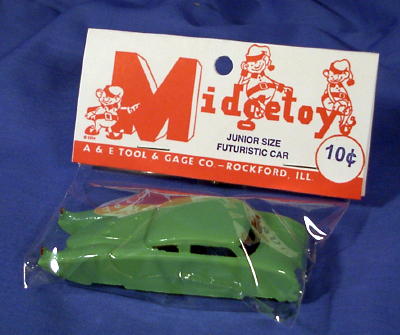 Midgetoy
JUNIOR SIZE
FUTURISTIC CAR
10¢
A & E TOOL & GAGE CO.—ROCKFORD, ILL.